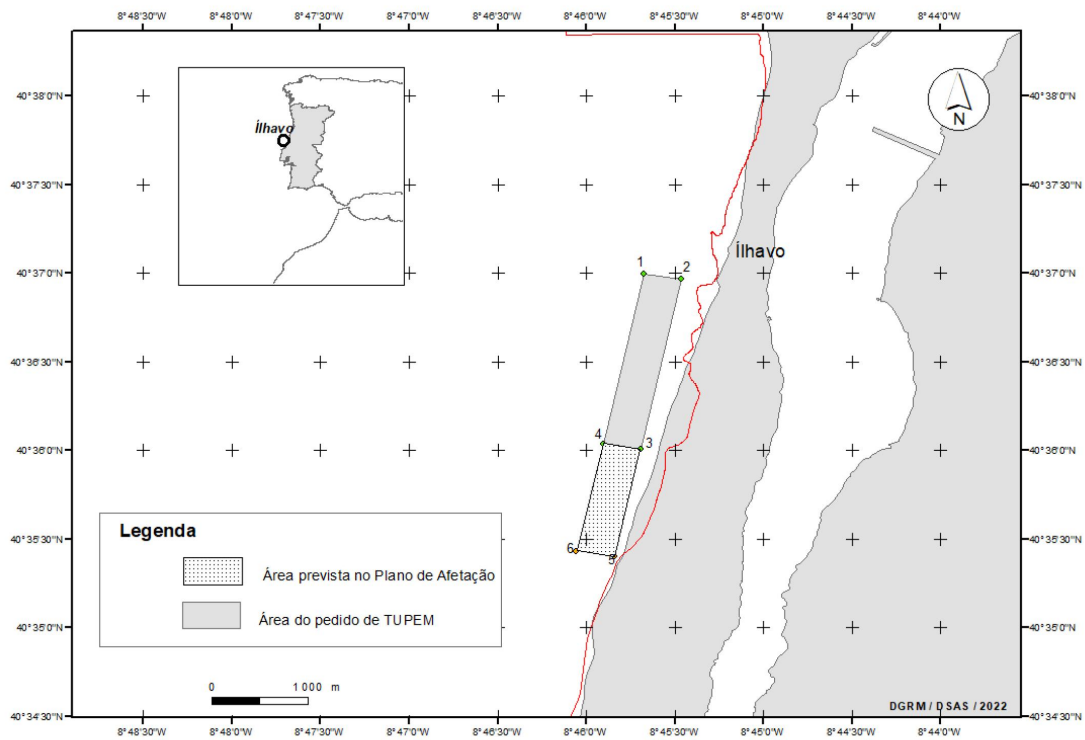 8°48'30"W 8°48'0"W 8°47'30"W 8°47'0"W 8°46'30"W 8°46'0"W 8°45'30"W 8°45'0"W 8°44'30"W 8°44'0"W
40°38'0"N 40°38'0"N
N
Ílhavo
40°37'30"N 40°37'30"N
Ílhavo
1 2
40°37'0"N 40°37'0"N
40°36'30"N 40°36'30"N
4 3
40°36'0"N 40°36'0"N
40°35'30"N 40°35'30"N
6 5
Legenda
Área prevista no Plano de Afetação
Área do pedido de TUPEM
40°35'0"N 40°35'0"N
0 1 000 m
DGRM / DSAS / 2022
40°34'30"N 40°34'30"N
8°48'30"W 8°48'0"W 8°47'30"W 8°47'0"W 8°46'30"W 8°46'0"W 8°45'30"W 8°45'0"W 8°44'30"W 8°44'0"W